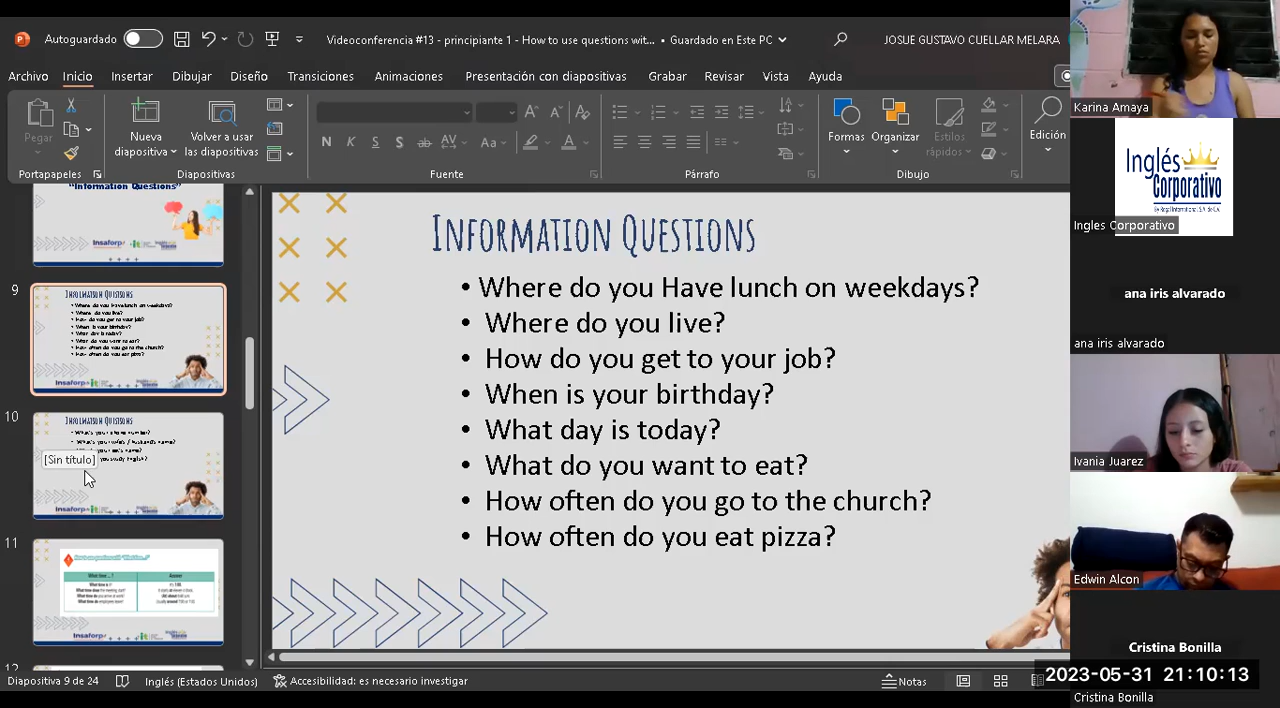 Autoguardado
Videoconferencia #13 - principiante 1 - How to use questions wit... • Guardado en Este PC
JOSUE GUSTAVO CUELLAR MELARA
Archivo Inicio Insertar Dibujar Diseño Transiciones Animaciones Presentación con diapositivas Grabar Revisar Vista Ayuda
Pegar
Nueva diapositiva
Volver a usar las diapositivas
Formas
Organizar
Estilos rápidos
Edición
Portapapeles
Diapositivas
Fuente
Párrafo
Dibujo
"Information Questions"
9
10
[Sin título]
11
12
Information Questions
• Where do you Have lunch on weekdays?
• Where do you live?
• How do you get to your job?
• When is your birthday?
• What day is today?
• What do you want to eat?
• How often do you go to the church?
• How often do you eat pizza?
Karina Amaya
Inglés
Corporativo
Ingles Corporativo
ana iris alvarado
ana iris alvarado
Ivania Juarez
Edwin Alcon
Cristina Bonilla
2023-05-31 21:10:13
Cristina Bonilla
Diapositiva 9 de 24
Inglés (Estados Unidos)
Accesibilidad: es necesario investigar
Notas